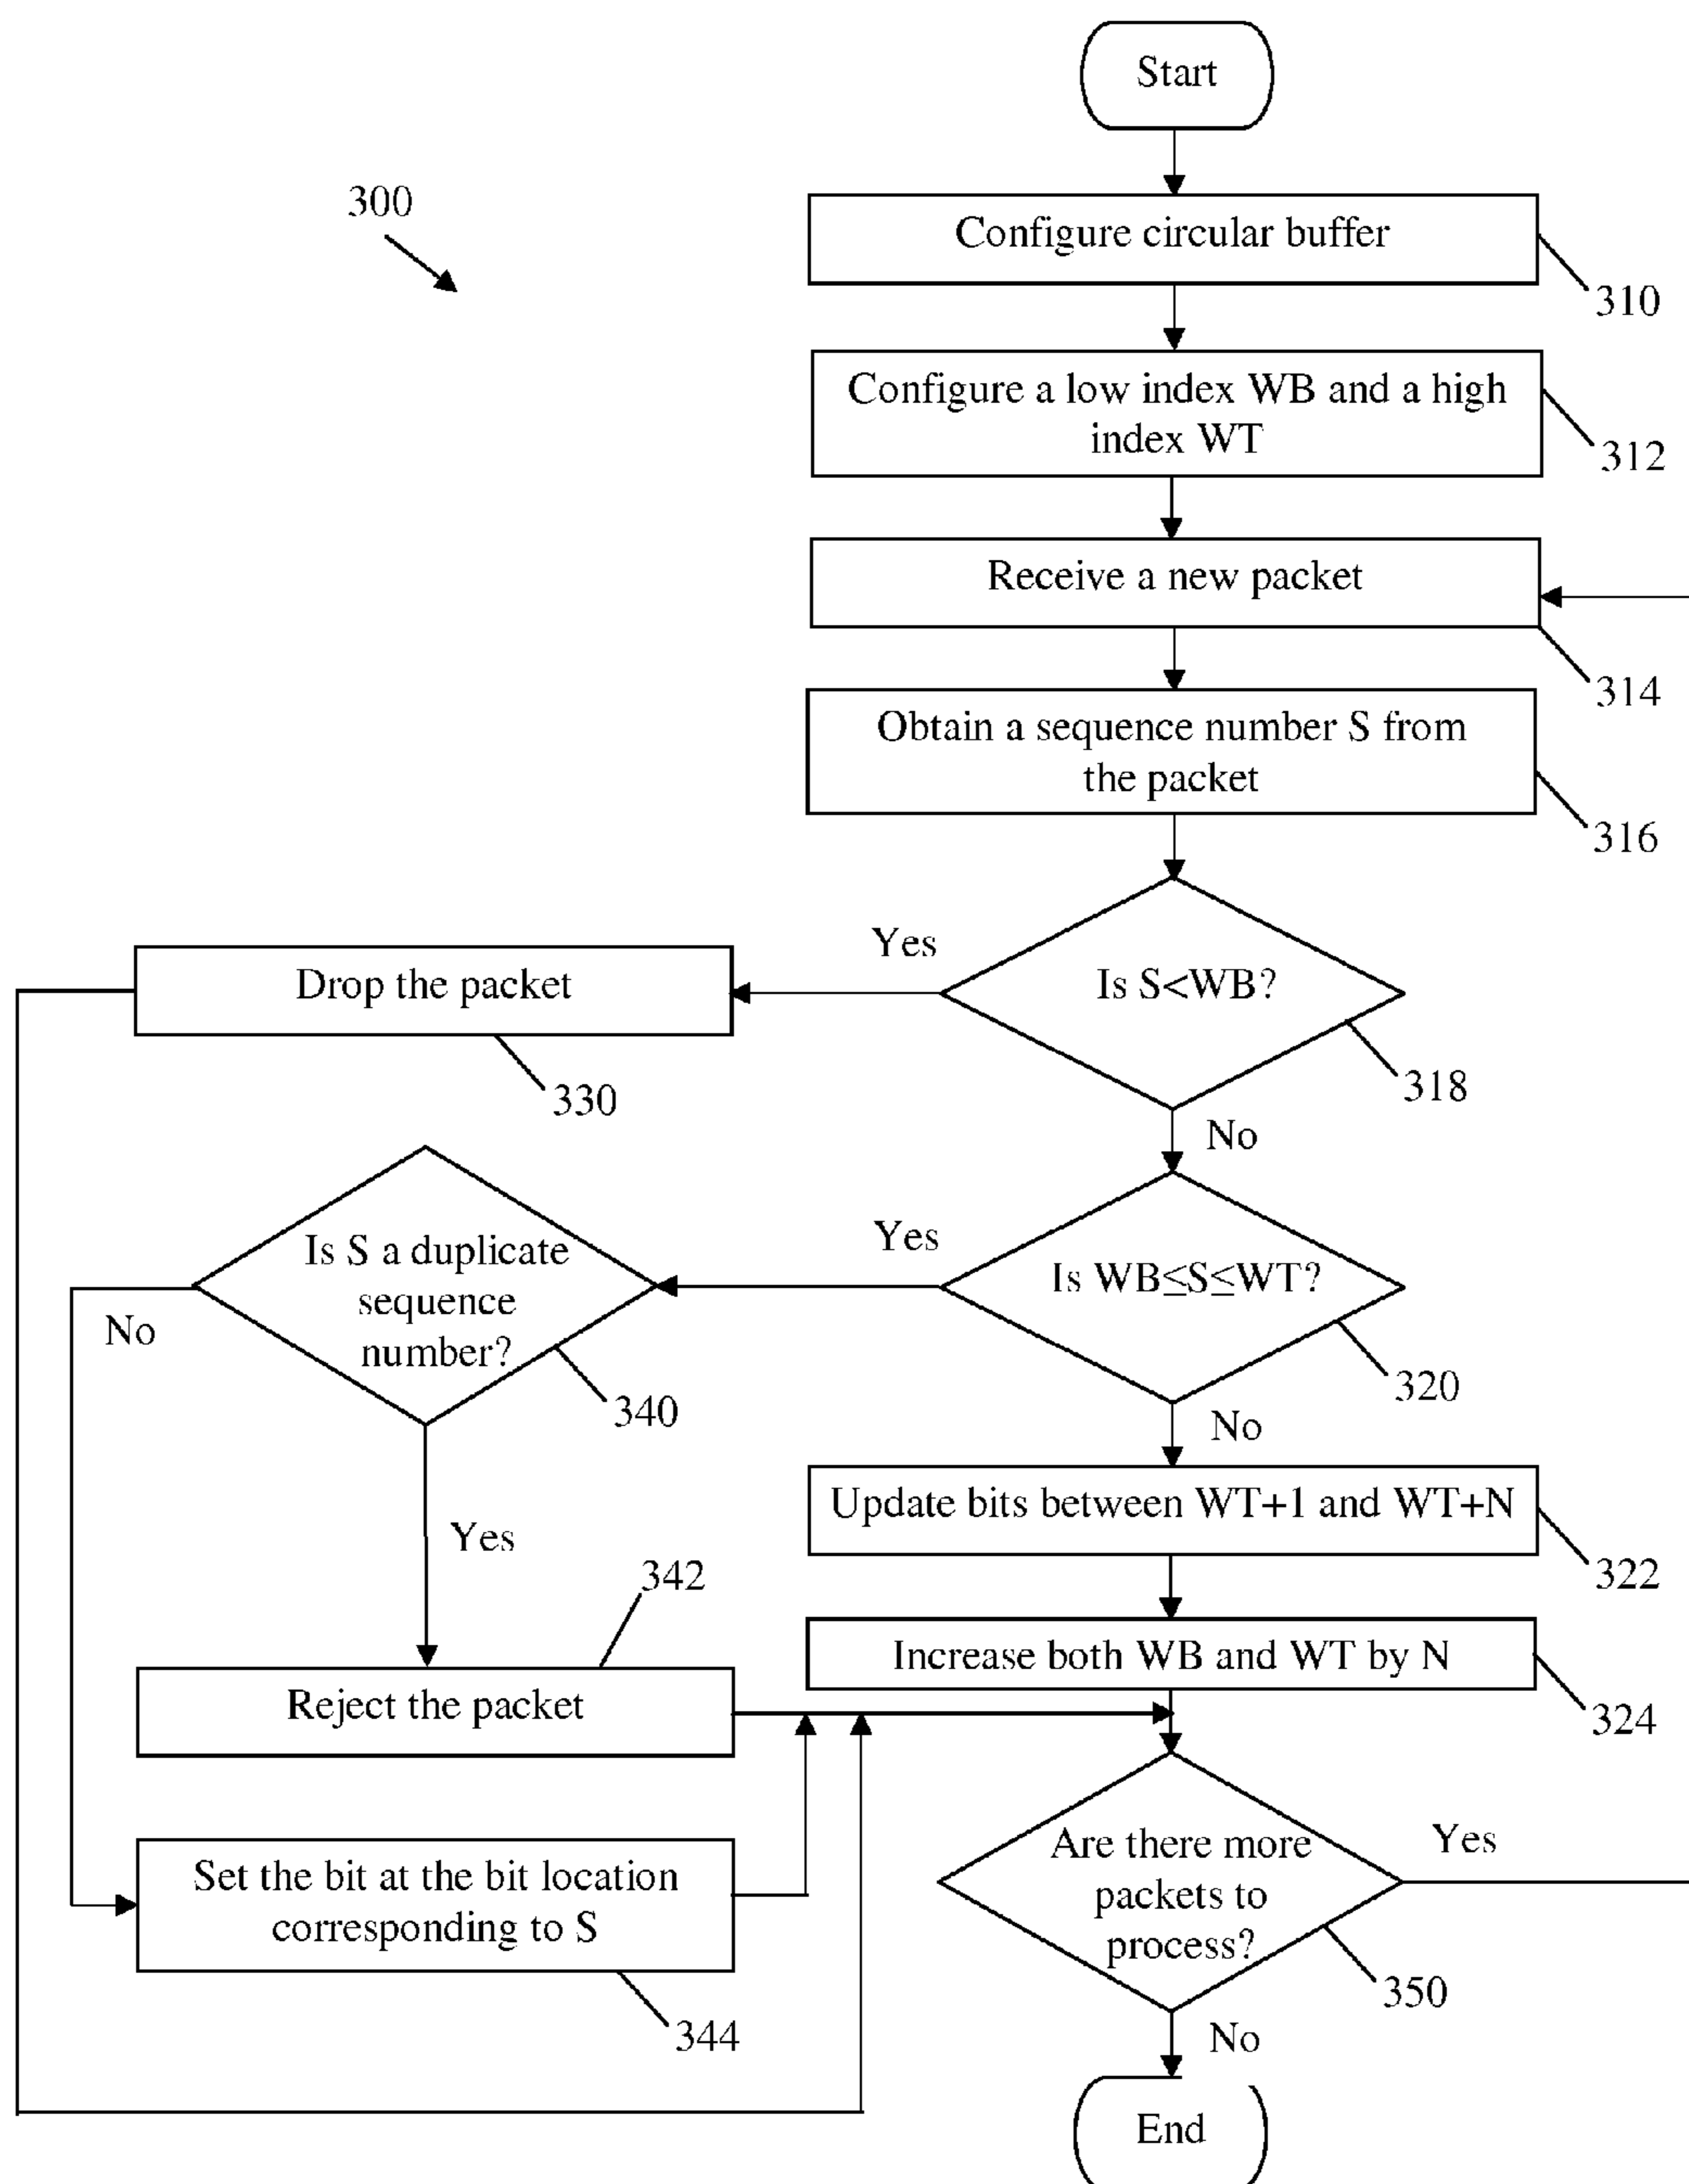 Start
300
Configure circular buffer
310
Configure a low index WB and a high
index WT
312
Receive a new packet
314
Obtain a sequence number S from
the packet
316
Yes
Drop the packet
Is S<WB?
330
318
No
Yes
Is S a duplicate
sequence
number?
Is WB≤S≤WT?
No
340
320
No
Update bits between WT+1 and WT+N
Yes
322
342
Increase both WB and WT by N
Reject the packet
324
Are there more
packets to
process?
Yes
Set the bit at the bit location
corresponding to S
350
344
No
End